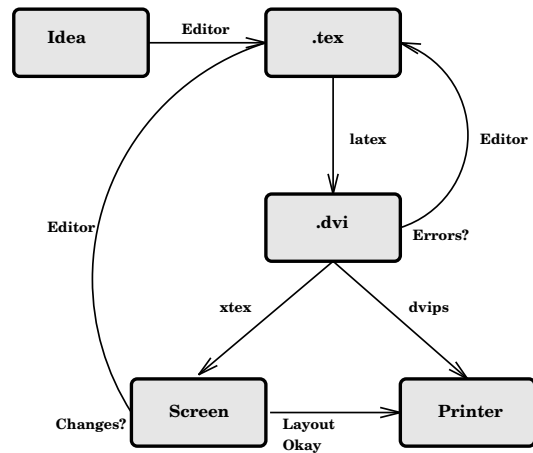 Idea
Editor
.tex
latex
Editor
Editor
.dvi
Errors?
xtex
dvips
Changes?
Screen
Layout
Okay
Printer